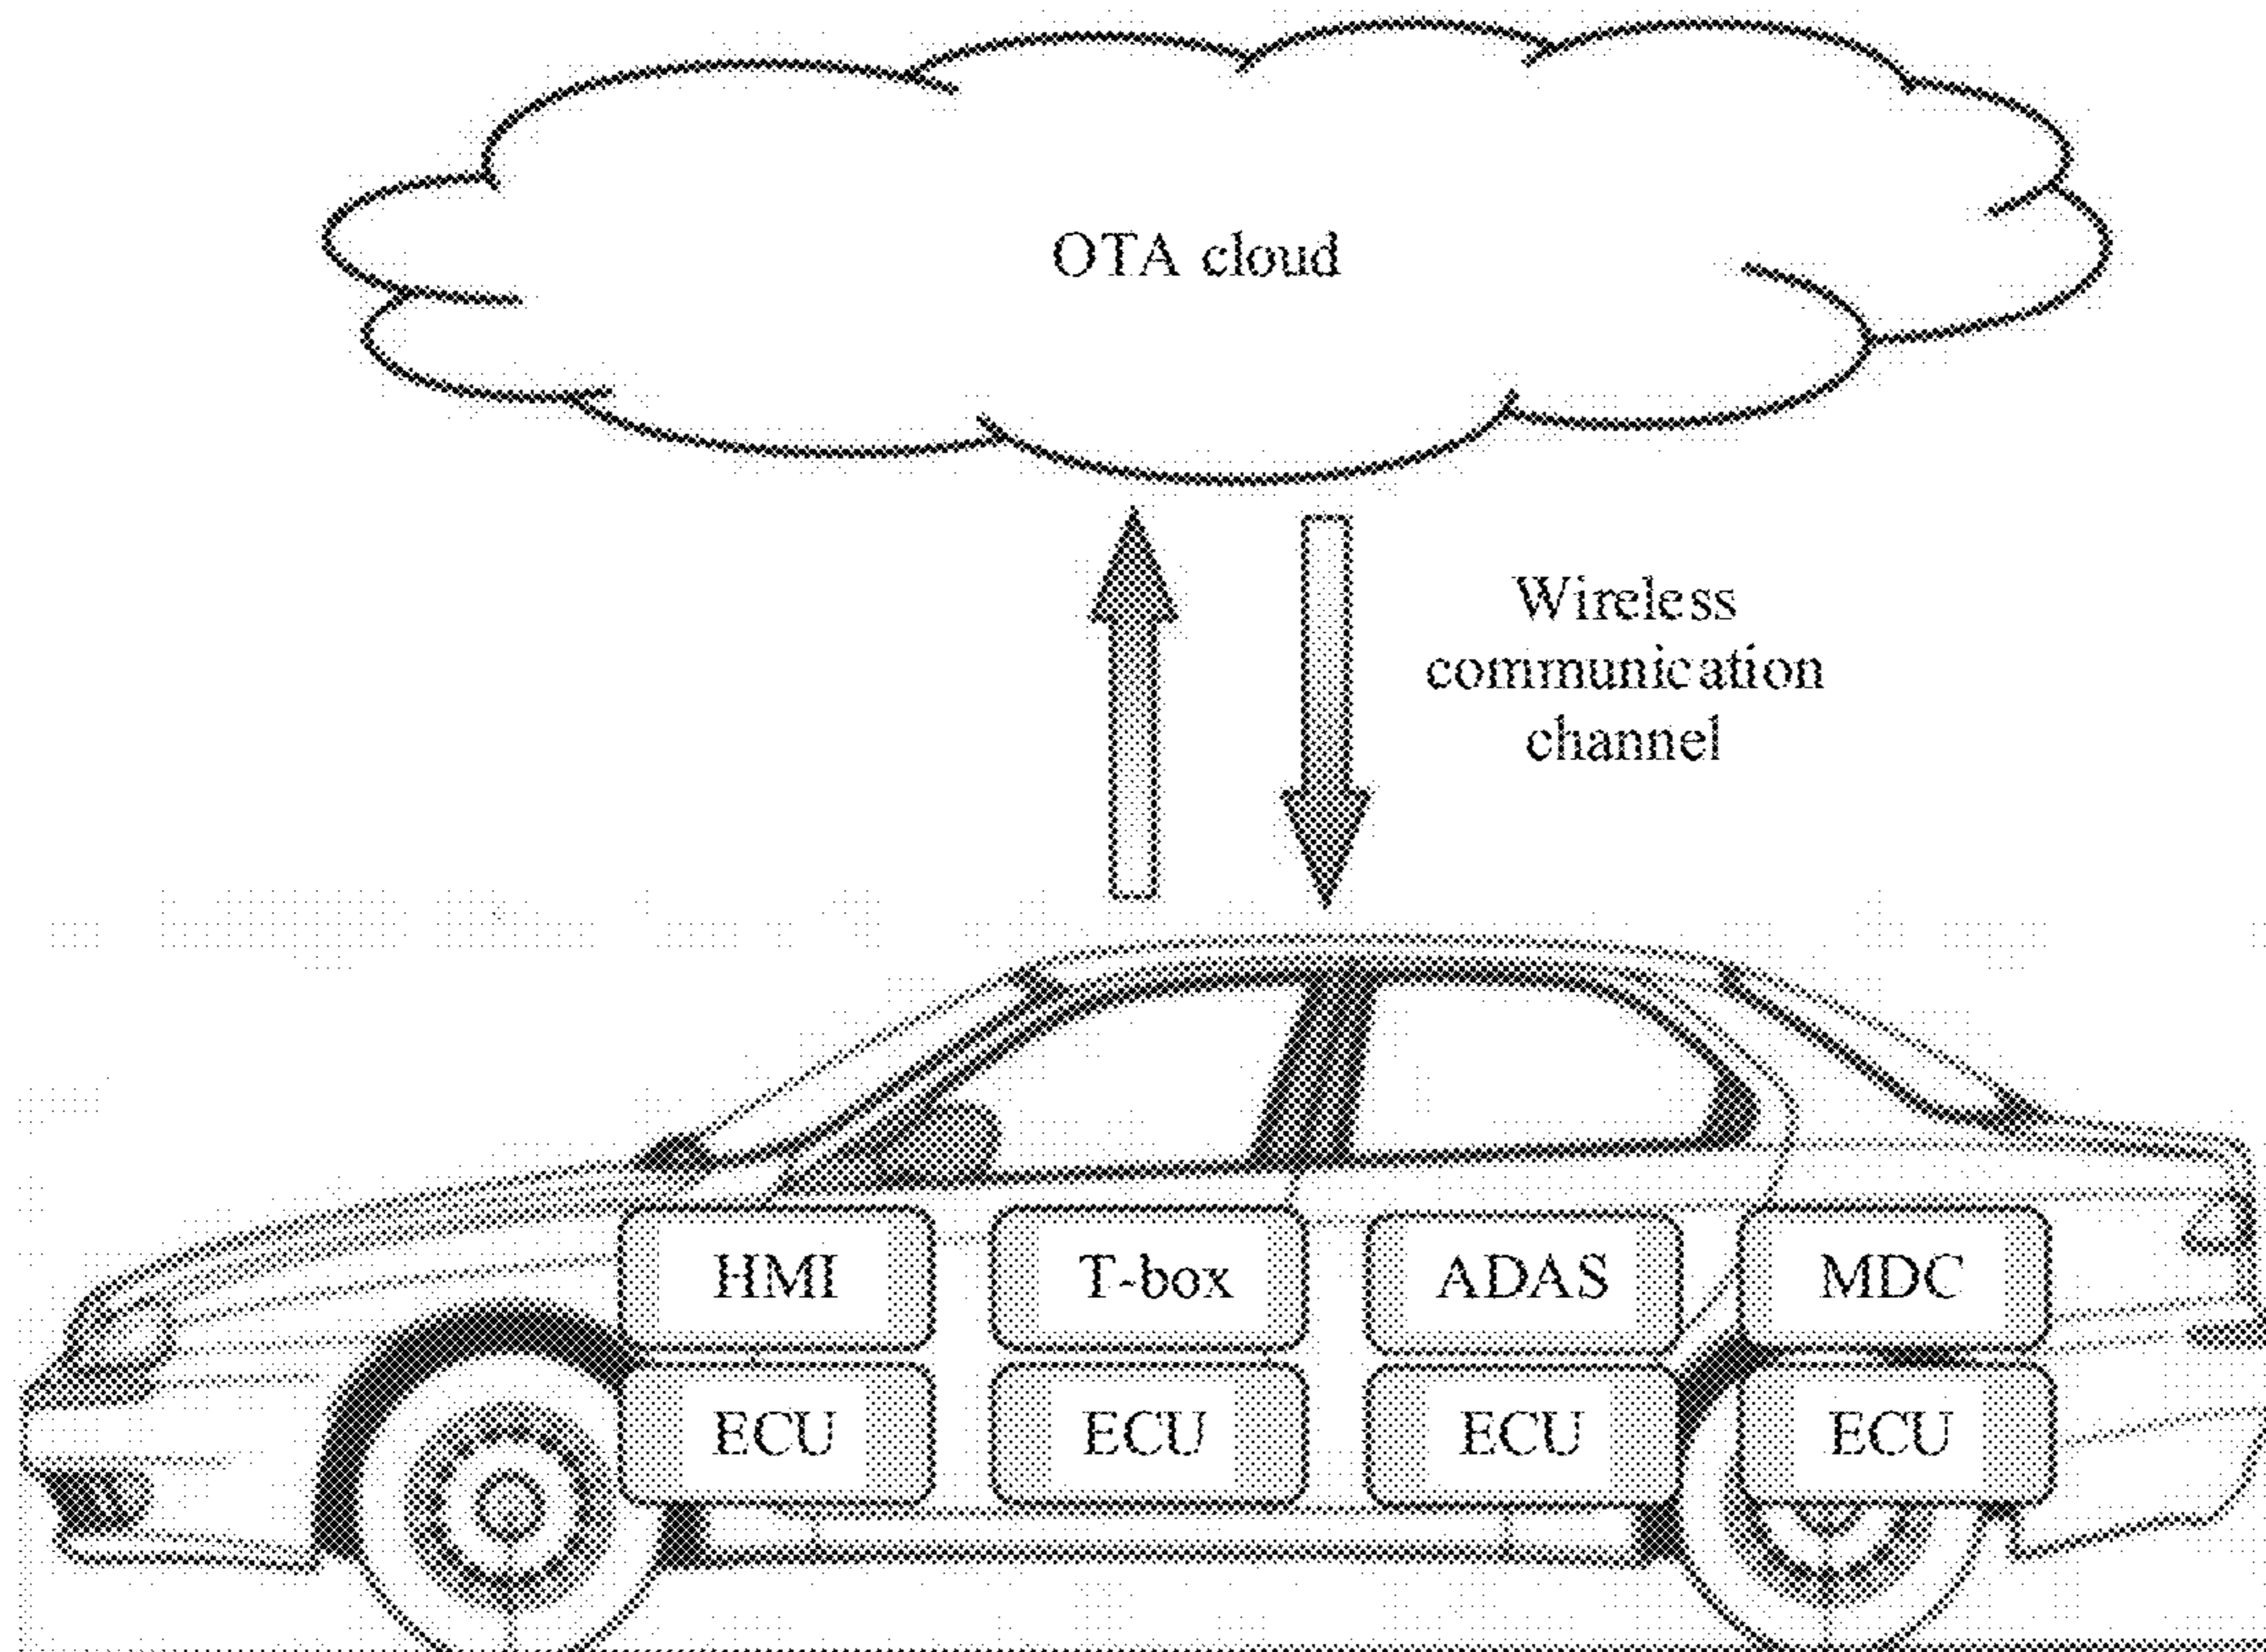 OTA cloud
Wireless
communication
channel
HMI
T-box
ADAS
MDC
ECU
ECU
ECU
ECU